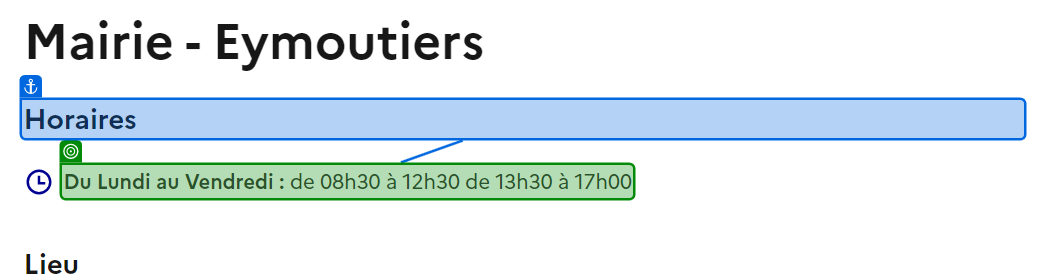 Mairie - Eymoutiers
Horaires
Du Lundi au Vendredi : de 08h30 à 12h30 de 13h30 à 17h00
Lieu